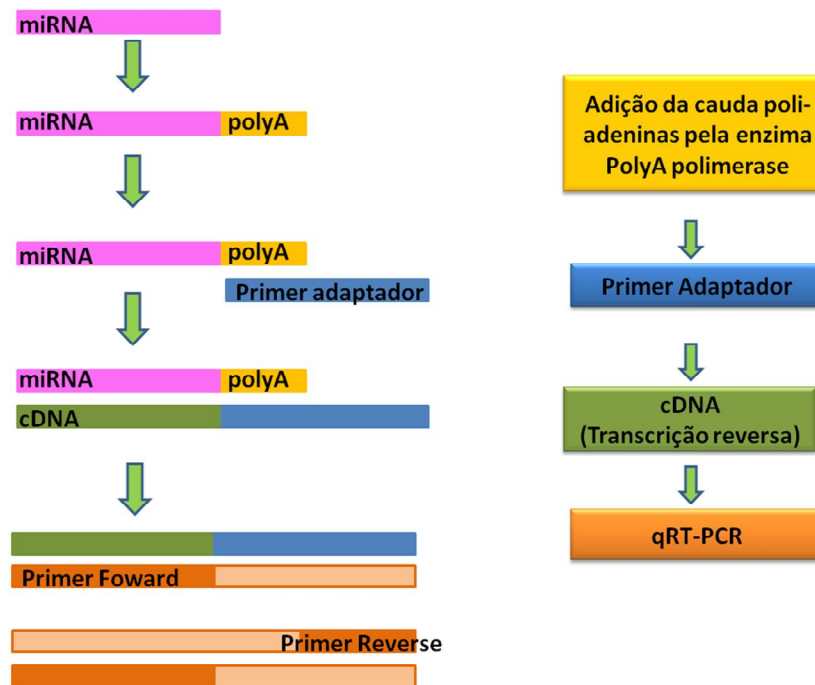 miRNA
miRNA polyA
miRNA polyA
Primer adaptador
miRNA polyA
cDNA
Primer Foward
Primer Reverse
Adição da cauda poli-
adeninas pela enzima
PolyA polimerase
Primer Adaptador
cDNA
(Transcrição reversa)
qRT-PCR